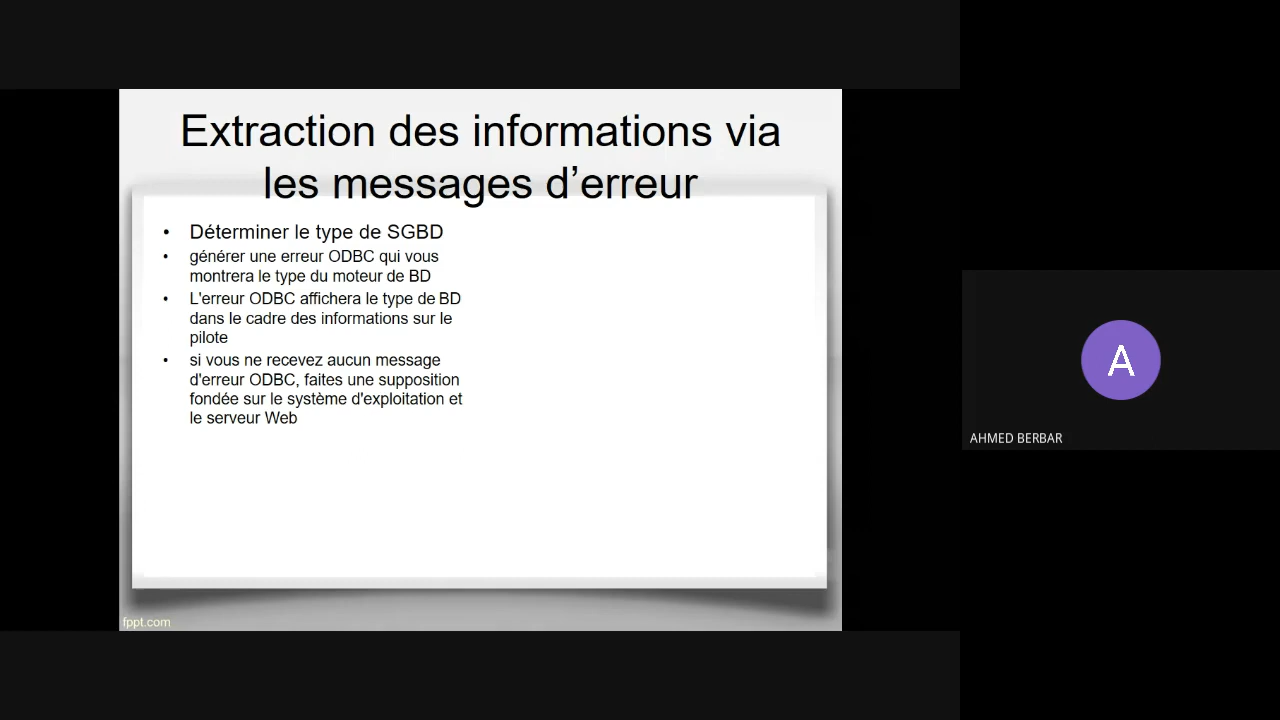 Extraction des informations via
les messages d’erreur
• Déterminer le type de SGBD
• générer une erreur ODBC qui vous
montrera le type du moteur de BD
• L'erreur ODBC affichera le type de BD
dans le cadre des informations sur le
pilote
• si vous ne recevez aucun message
d'erreur ODBC, faites une supposition
fondée sur le système d'exploitation et
le serveur Web
fppt.com
A
AHMED BERBAR